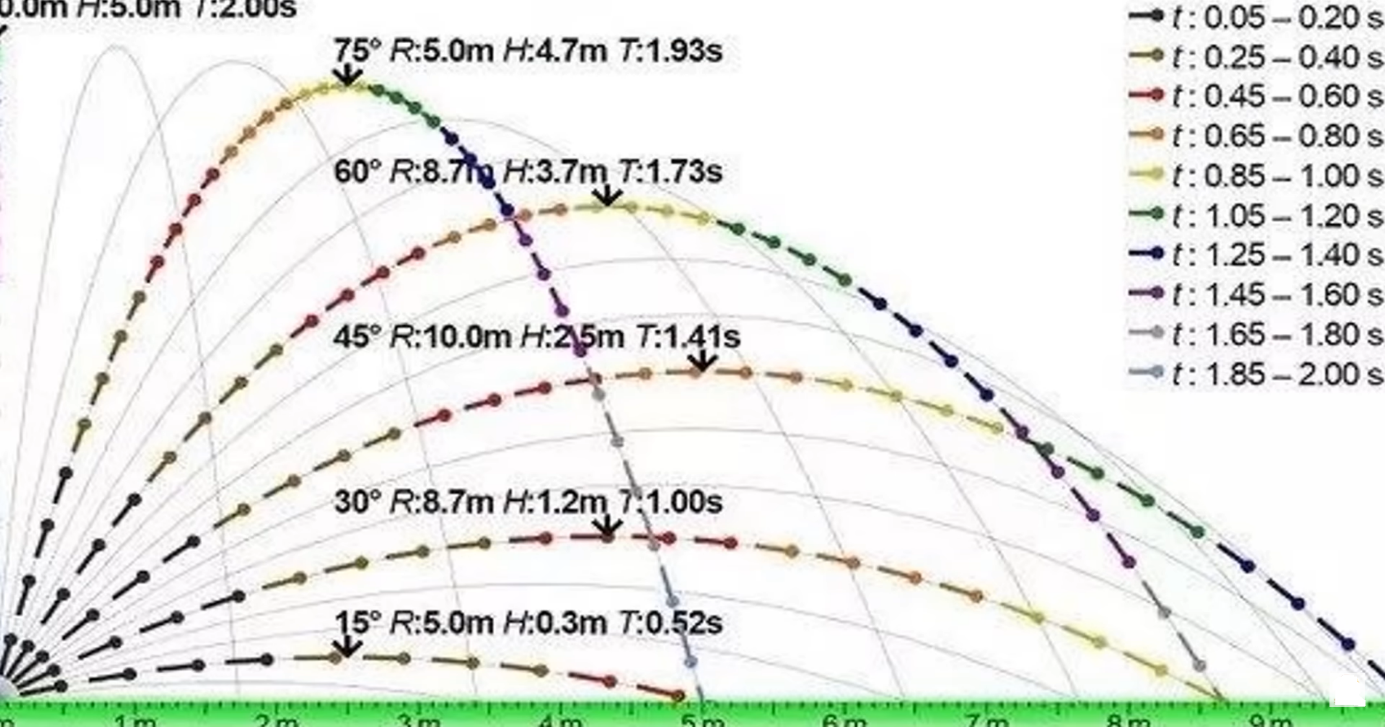 0.0m H:5.0m T:2.00s
75° R:5.0m H:4.7m T:1.93s
60° R:8.7m H:3.7m T:1.73s
45° R:10.0m H:2.5m T:1.41s
30° R:8.7m H:1.2m T:1.00s
15° R:5.0m H:0.3m T:0.52s
t: 0.05 – 0.20 s
t: 0.25 – 0.40 s
t: 0.45 – 0.60 s
t: 0.65 – 0.80 s
t: 0.85 – 1.00 s
t: 1.05 – 1.20 s
t: 1.25 – 1.40 s
t: 1.45 – 1.60 s
t: 1.65 – 1.80 s
t: 1.85 – 2.00 s
m 1m 2m 3m 4m 5m 6m 7m 8m 9m